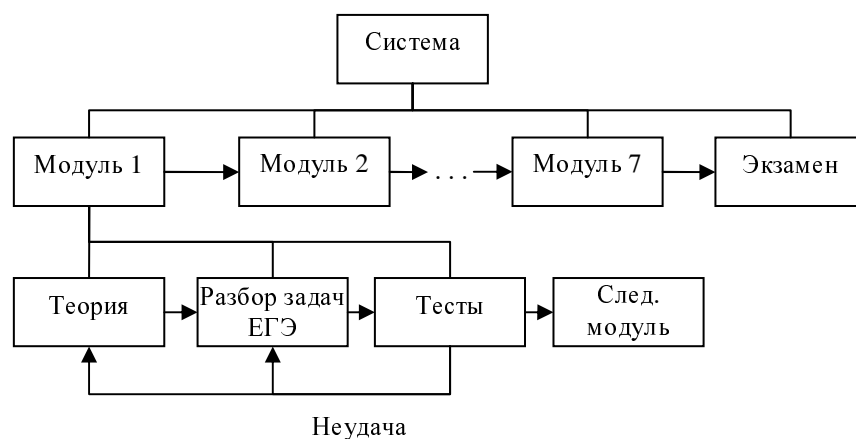 Система
Модуль 1
Модуль 2
. . .
Модуль 7
Экзамен
Теория
Разбор задач
ЕГЭ
Тесты
След.
модуль
Неудача